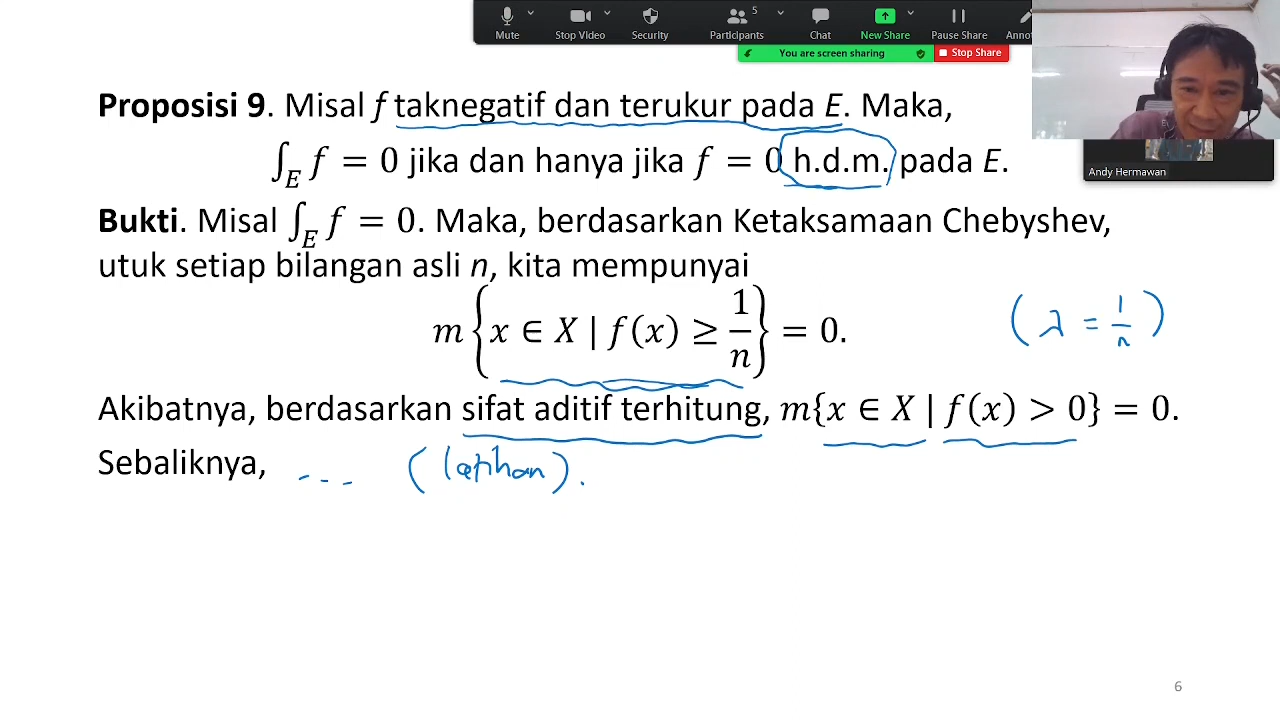 Mute
Stop Video
Security
5
Participants
Chat
New Share
Pause Share
Anno
You are screen sharing
Stop Share
Andy Hermawan
Proposisi 9. Misal f taknegatif dan terukur pada E. Maka,
∫_E f = 0 jika dan hanya jika f = 0 h.d.m. pada E.
Bukti. Misal ∫_E f = 0. Maka, berdasarkan Ketaksamaan Chebyshev,
utuk setiap bilangan asli n, kita mempunyai
m {x ∈ X | f(x) ≥ 1/n} = 0.
(λ = 1/n)
Akibatnya, berdasarkan sifat aditif terhitung, m{x ∈ X | f(x) > 0} = 0.
Sebaliknya, --- (latihan).
6